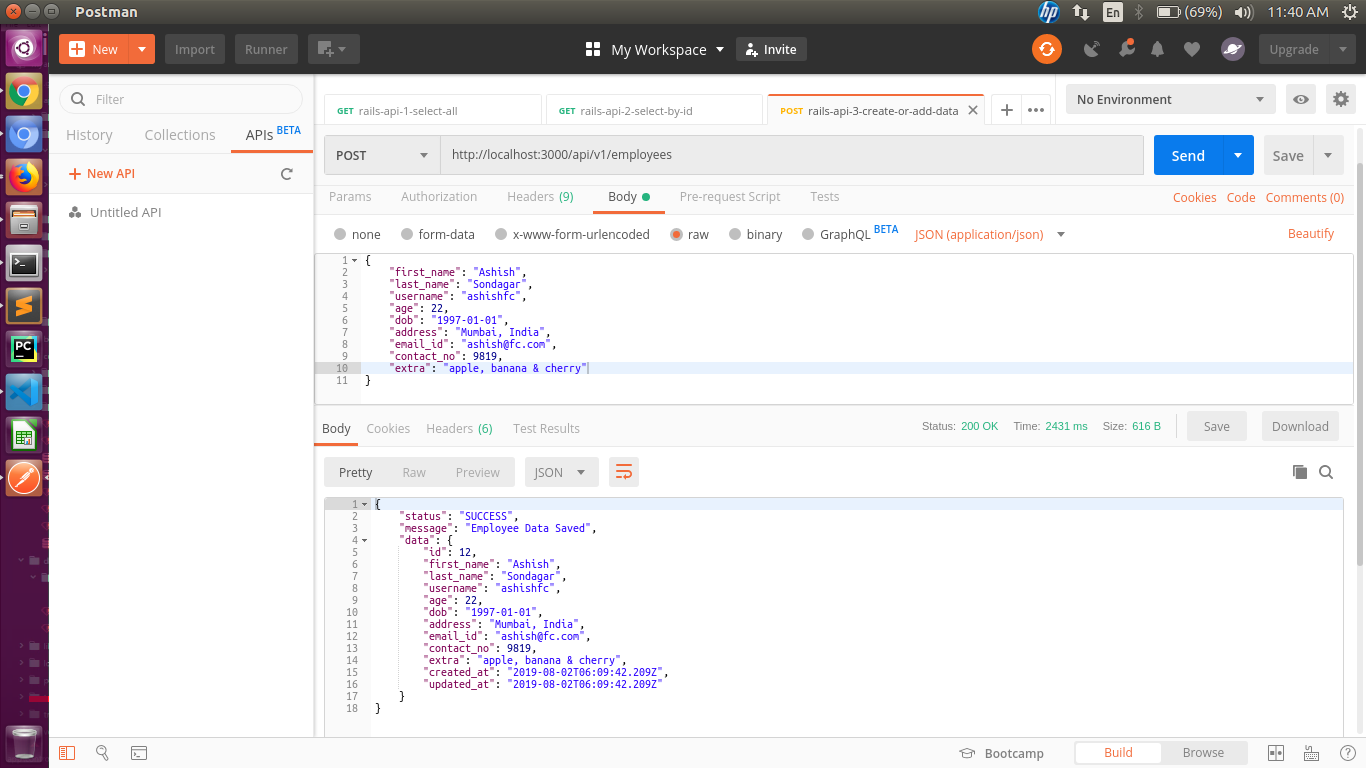 Postman
hp En (69%) 11:40 AM
New Import Runner My Workspace Invite Upgrade
Filter
History Collections APIs BETA
New API
Untitled API
GET rails-api-1-select-all GET rails-api-2-select-by-id POST rails-api-3-create-or-add-data No Environment
POST http://localhost:3000/api/v1/employees Send Save
Params Authorization Headers (9) Body Pre-request Script Tests Cookies Code Comments (0)
none form-data x-www-form-urlencoded raw binary GraphQL BETA JSON (application/json) Beautify
1 {
2 "first_name": "Ashish",
3 "last_name": "Sondagar",
4 "username": "ashishfc",
5 "age": 22,
6 "dob": "1997-01-01",
7 "address": "Mumbai, India",
8 "email_id": "ashish@fc.com",
9 "contact_no": 9819,
10 "extra": "apple, banana & cherry"
11 }
Body Cookies Headers (6) Test Results Status: 200 OK Time: 2431 ms Size: 616 B Save Download
Pretty Raw Preview JSON
1 {
2 "status": "SUCCESS",
3 "message": "Employee Data Saved",
4 "data": {
5 "id": 12,
6 "first_name": "Ashish",
7 "last_name": "Sondagar",
8 "username": "ashishfc",
9 "age": 22,
10 "dob": "1997-01-01",
11 "address": "Mumbai, India",
12 "email_id": "ashish@fc.com",
13 "contact_no": 9819,
14 "extra": "apple, banana & cherry",
15 "created_at": "2019-08-02T06:09:42.209Z",
16 "updated_at": "2019-08-02T06:09:42.209Z"
17 }
18 }
PC
Bootcamp Build Browse